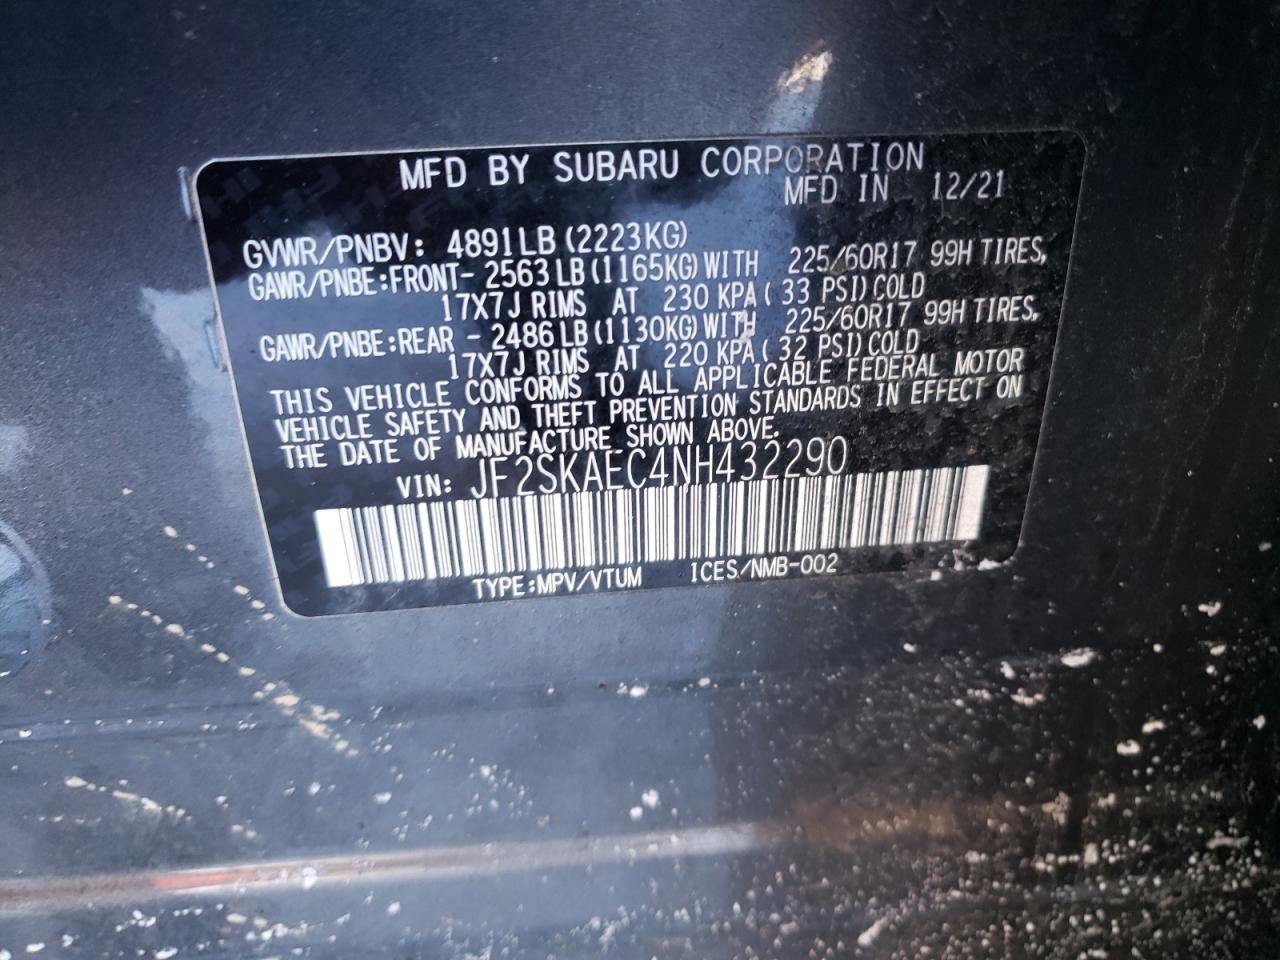 MFD BY SUBARU CORPORATION
MFD IN 12/21
GVWR/PNBV: 4891LB (2223KG)
GAWR/PNBE:FRONT- 2563 LB (1165KG) WITH 225/60R17 99H TIRES,
17X7J RIMS AT 230 KPA ( 33 PSI) COLD
GAWR/PNBE:REAR - 2486 LB (1130KG) WITH 225/60R17 99H TIRES,
17X7J RIMS AT 220 KPA ( 32 PSI) COLD
THIS VEHICLE CONFORMS TO ALL APPLICABLE FEDERAL MOTOR
VEHICLE SAFETY AND THEFT PREVENTION STANDARDS IN EFFECT ON
THE DATE OF MANUFACTURE SHOWN ABOVE.
VIN: JF2SKAEC4NH432290
TYPE:MPV/VTUM ICES/NMB-002